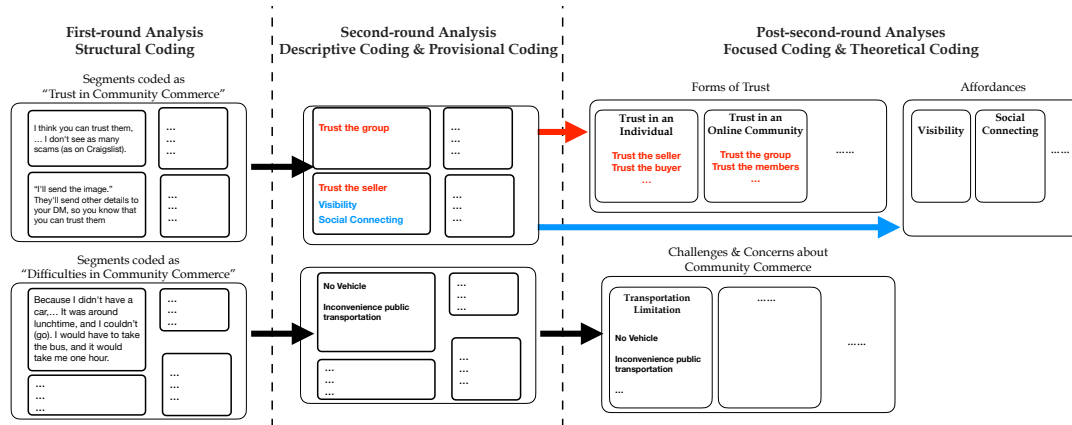 First-round Analysis
Structural Coding
Segments coded as
“Trust in Community Commerce”
I think you can trust them,
... I don't see as many
scams (as on Craigslist).
...
...
...
“I'll send the image.”
They'll send other details to
your DM, so you know that
you can trust them
...
...
...
Segments coded as
“Difficulties in Community Commerce”
Because I didn't have a
car,... It was around
lunchtime, and I couldn't
(go). I would have to take
the bus, and it would
take me one hour.
...
...
...
...
...
...
...
...
Second-round Analysis
Descriptive Coding & Provisional Coding
Trust the group
...
...
...
Trust the seller
Visibility
Social Connecting
...
...
...
No Vehicle
Inconvenience public
transportation
...
...
...
...
...
...
...
...
...
Post-second-round Analyses
Focused Coding & Theoretical Coding
Forms of Trust
Trust in an
Individual
Trust the seller
Trust the buyer
...
Trust in an
Online Community
Trust the group
Trust the members
...
......
Affordances
Visibility
Social
Connecting
......
Challenges & Concerns about
Community Commerce
Transportation
Limitation
No Vehicle
Inconvenience public
transportation
...
......
......